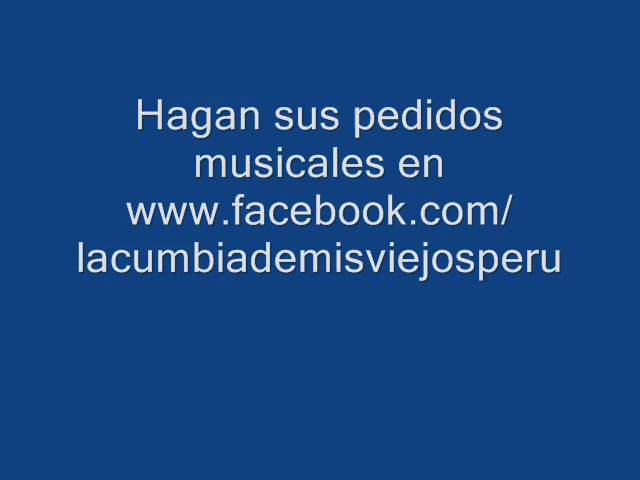 Hagan sus pedidos
musicales en
www.facebook.com/
lacumbiademisviejosperu